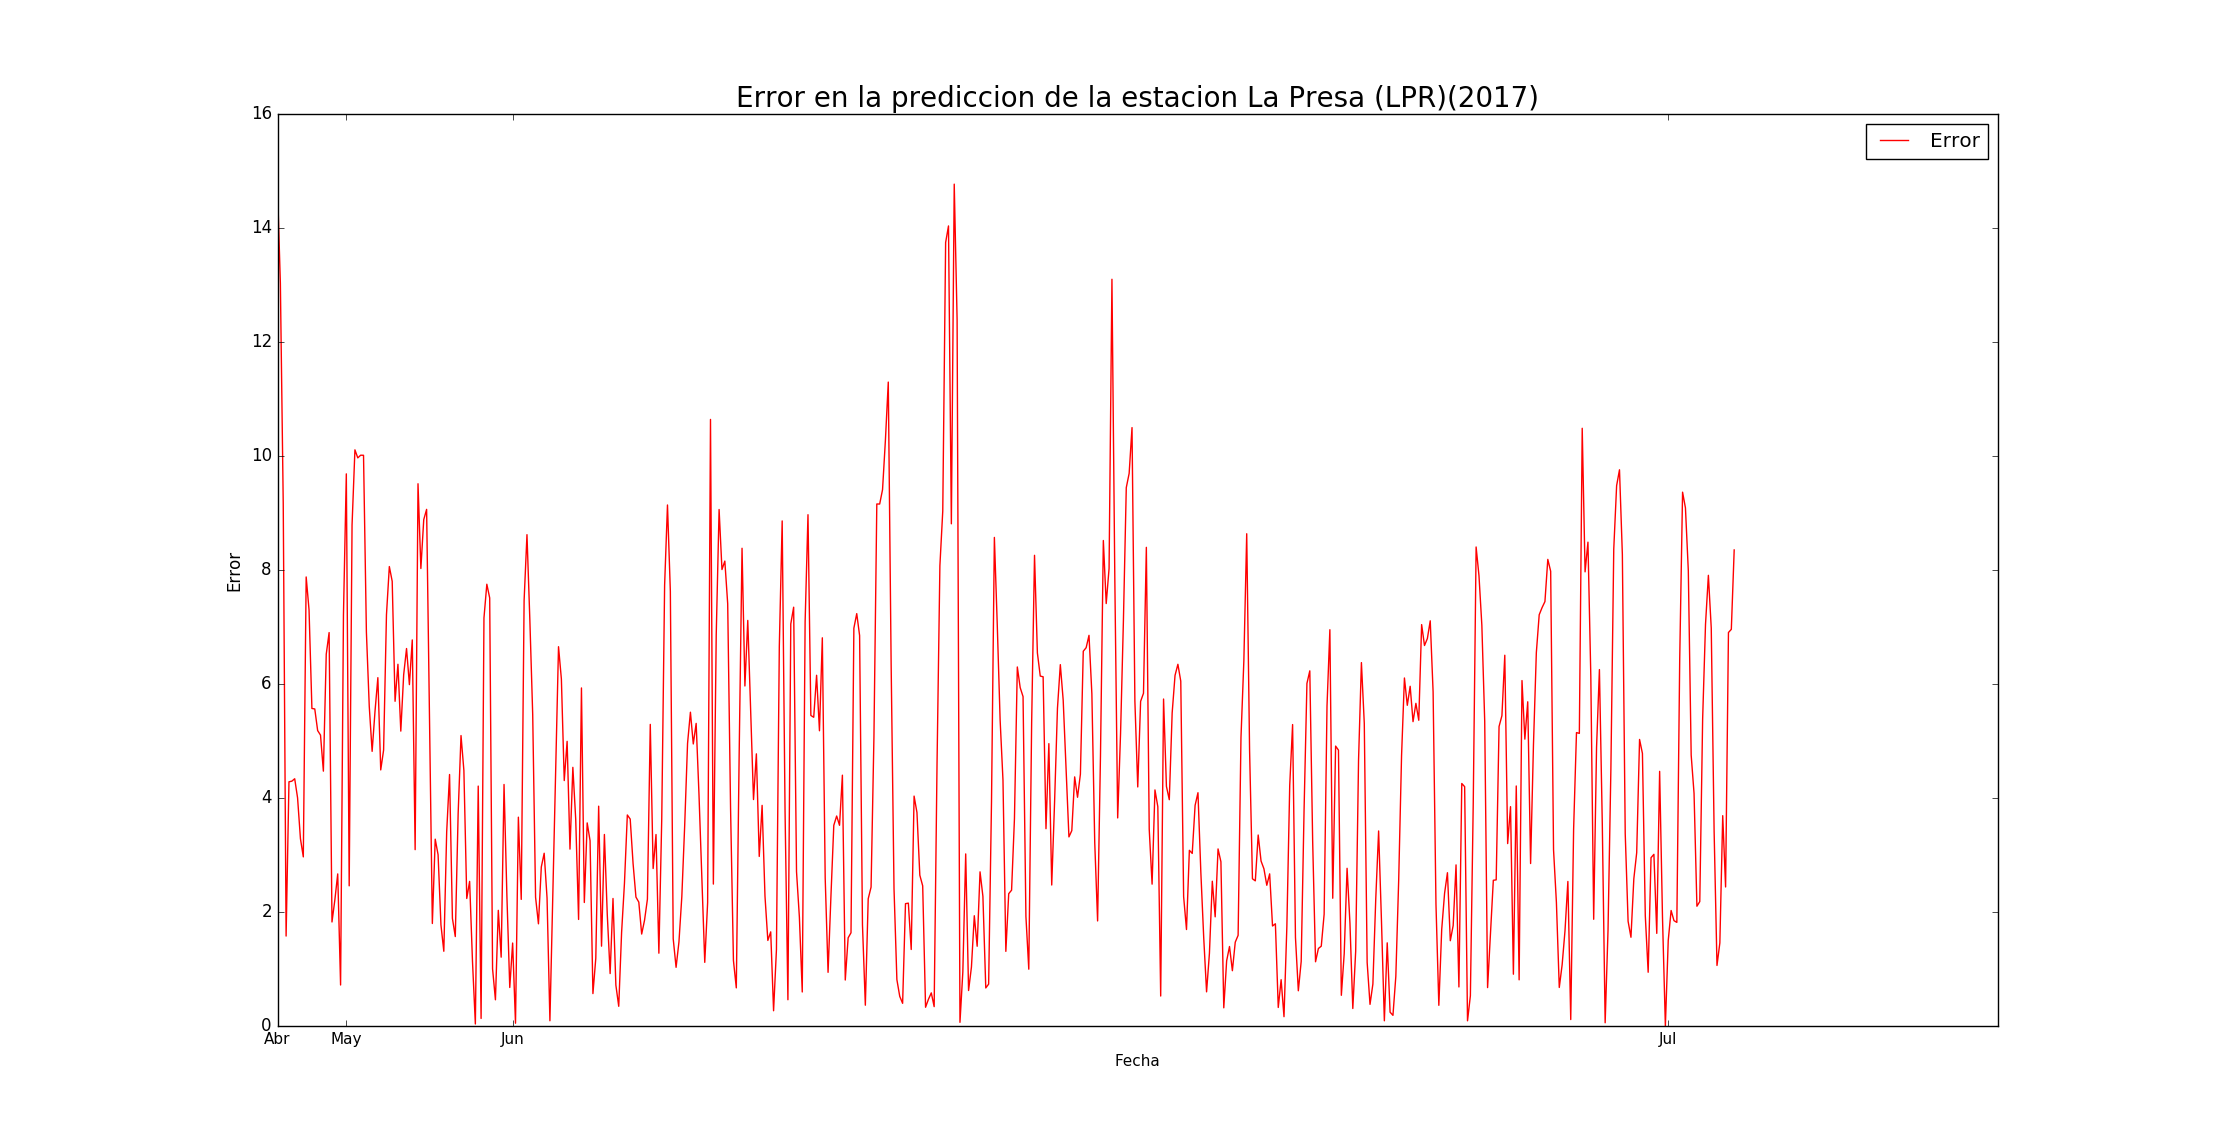 Error en la prediccion de la estacion La Presa (LPR)(2017)
Error
16
14
12
10
8
6
4
2
0
Error
Abr May Jun Jul
Fecha